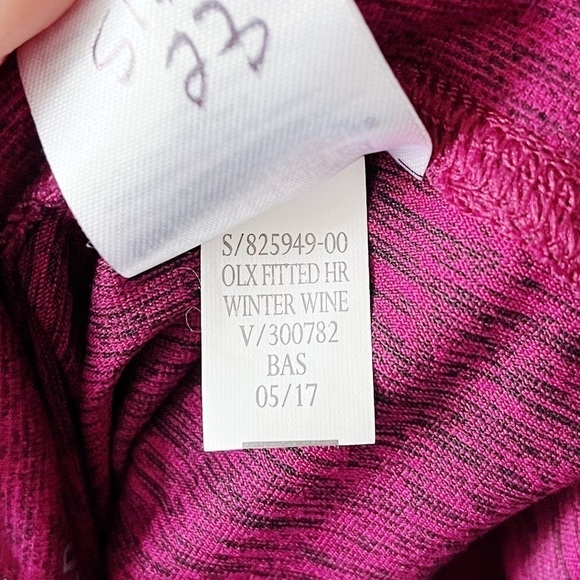 S/825949-00
OLX FITTED HR
WINTER WINE
V/300782
BAS
05/17